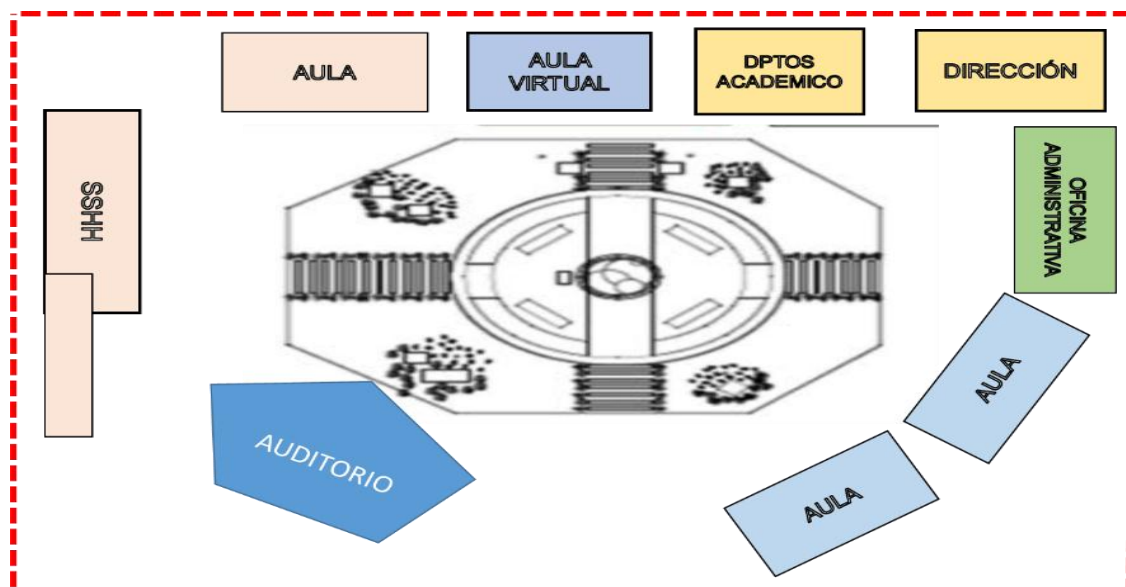 AULA
AULA
VIRTUAL
DPTOS
ACADEMICO
DIRECCIÓN
SSHH
OFICINA
ADMINISTRATIVA
AULA
AUDITORIO
AULA